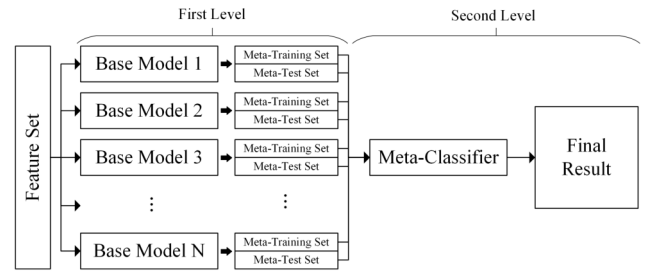 First Level
Second Level
Feature Set
Base Model 1
Meta-Training Set
Meta-Test Set
Base Model 2
Meta-Training Set
Meta-Test Set
Base Model 3
Meta-Training Set
Meta-Test Set
Meta-Classifier
Final
Result
⋮
⋮
Base Model N
Meta-Training Set
Meta-Test Set